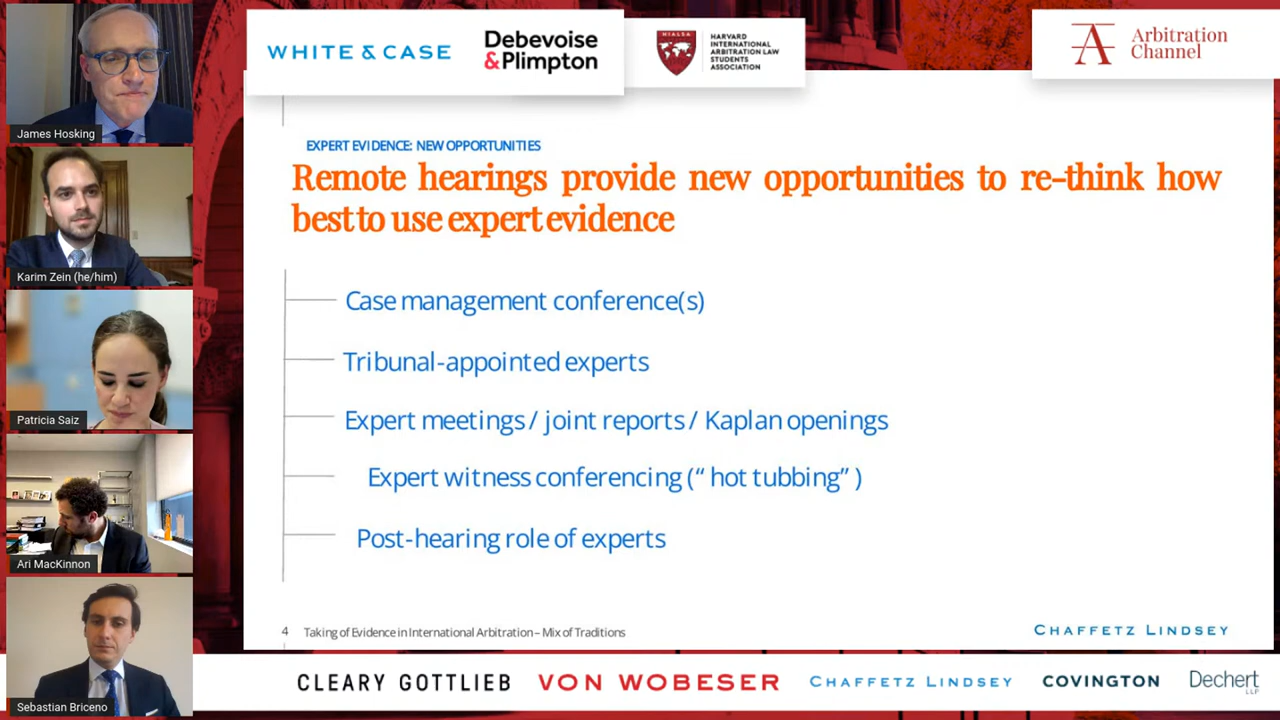 James Hosking
Karim Zein (he/him)
Patricia Saiz
Ari MacKinnon
Sebastian Briceno
WHITE & CASE
Debevoise
&Plimpton
HIALSA
HARVARD
INTERNATIONAL
ARBITRATION LAW
STUDENTS
ASSOCIATION
Arbitration
Channel
EXPERT EVIDENCE: NEW OPPORTUNITIES
Remote hearings provide new opportunities to re-think how
best to use expert evidence
Case management conference(s)
Tribunal-appointed experts
Expert meetings / joint reports / Kaplan openings
Expert witness conferencing (“ hot tubbing” )
Post-hearing role of experts
4 Taking of Evidence in International Arbitration – Mix of Traditions
CHAFFETZ LINDSEY
CLEARY GOTTLIEB
VON WOBESER
CHAFFETZ LINDSEY
COVINGTON
Dechert
LLP